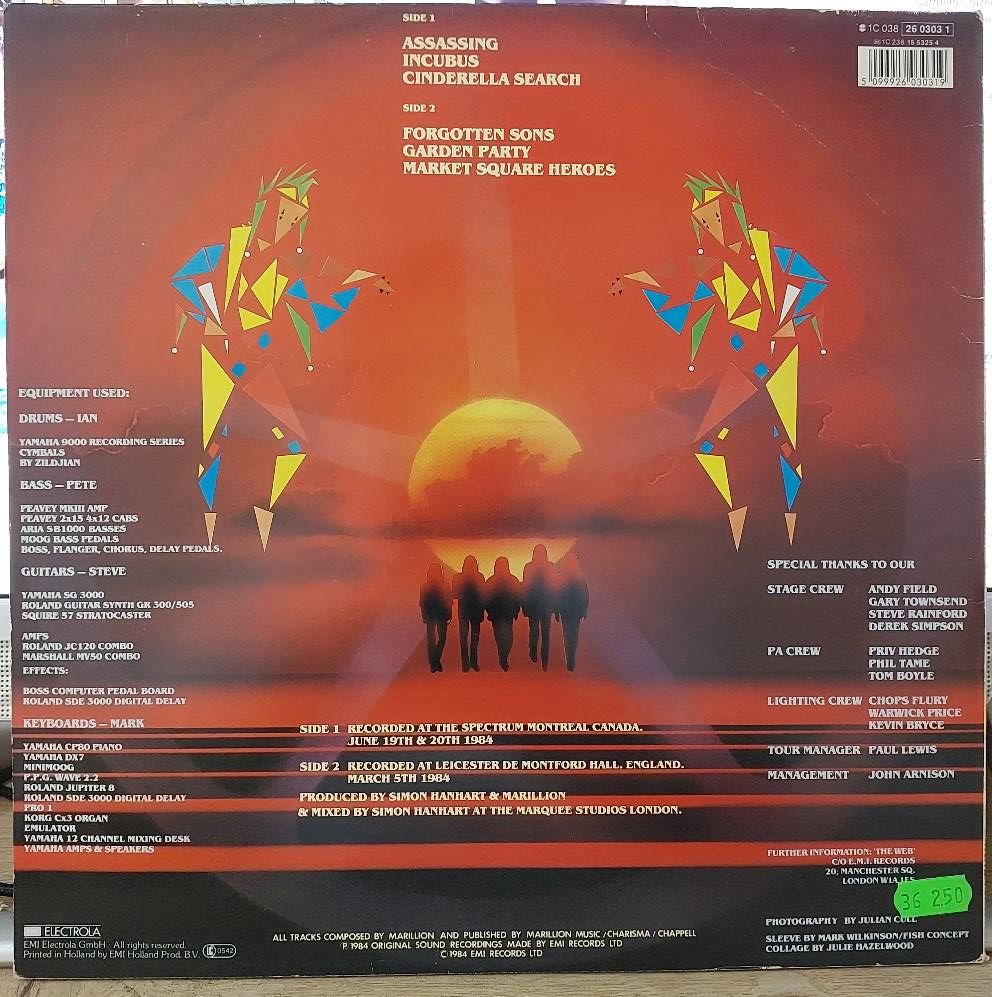 SIDE 1
ASSASSING
INCUBUS
CINDERELLA SEARCH
SIDE 2
FORGOTTEN SONS
GARDEN PARTY
MARKET SQUARE HEROES
1C 038 26 0303 1
1C 238 15 5325 4
5 099926 030319
EQUIPMENT USED:
DRUMS – IAN
YAMAHA 9000 RECORDING SERIES
CYMBALS
BY ZILDJIAN
BASS – PETE
PEAVEY MKIII AMP
PEAVEY 2x15 4x12 CABS
ARIA SB1000 BASSES
MOOG BASS PEDALS
BOSS, FLANGER, CHORUS, DELAY PEDALS.
GUITARS – STEVE
YAMAHA SG 3000
ROLAND GUITAR SYNTH GR 300/505
SQUIRE 57 STRATOCASTER
AMPS
ROLAND JC120 COMBO
MARSHALL MV50 COMBO
EFFECTS:
BOSS COMPUTER PEDAL BOARD
ROLAND SDE 3000 DIGITAL DELAY
KEYBOARDS – MARK
YAMAHA CP80 PIANO
YAMAHA DX7
MINIMOOG
P.P.G. WAVE 2.2
ROLAND JUPITER 8
ROLAND SDE 3000 DIGITAL DELAY
PRO 1
KORG Cx3 ORGAN
EMULATOR
YAMAHA 12 CHANNEL MIXING DESK
YAMAHA AMPS & SPEAKERS
SIDE 1 RECORDED AT THE SPECTRUM MONTREAL CANADA.
JUNE 19TH & 20TH 1984
SIDE 2 RECORDED AT LEICESTER DE MONTFORD HALL, ENGLAND.
MARCH 5TH 1984
PRODUCED BY SIMON HANHART & MARILLION
& MIXED BY SIMON HANHART AT THE MARQUEE STUDIOS LONDON.
SPECIAL THANKS TO OUR
STAGE CREW ANDY FIELD
GARY TOWNSEND
STEVE RAINFORD
DEREK SIMPSON
PA CREW PRIV HEDGE
PHIL TAME
TOM BOYLE
LIGHTING CREW CHOPS FLURY
WARWICK PRICE
KEVIN BRYCE
TOUR MANAGER PAUL LEWIS
MANAGEMENT JOHN ARNISON
FURTHER INFORMATION: 'THE WEB'
C/O E.M.I. RECORDS
20; MANCHESTER SQ.
LONDON W1A 1ES
36 2.50
PHOTOGRAPHY BY JULIAN CULL
SLEEVE BY MARK WILKINSON/FISH CONCEPT
COLLAGE BY JULIE HAZELWOOD
ELECTROLA
EMI Electrola GmbH · All rights reserved.
Printed in Holland by EMI Holland Prod. B.V. 0542
ALL TRACKS COMPOSED BY MARILLION AND PUBLISHED BY MARILLION MUSIC/CHARISMA/CHAPPELL
P. 1984 ORIGINAL SOUND RECORDINGS MADE BY EMI RECORDS LTD
C 1984 EMI RECORDS LTD